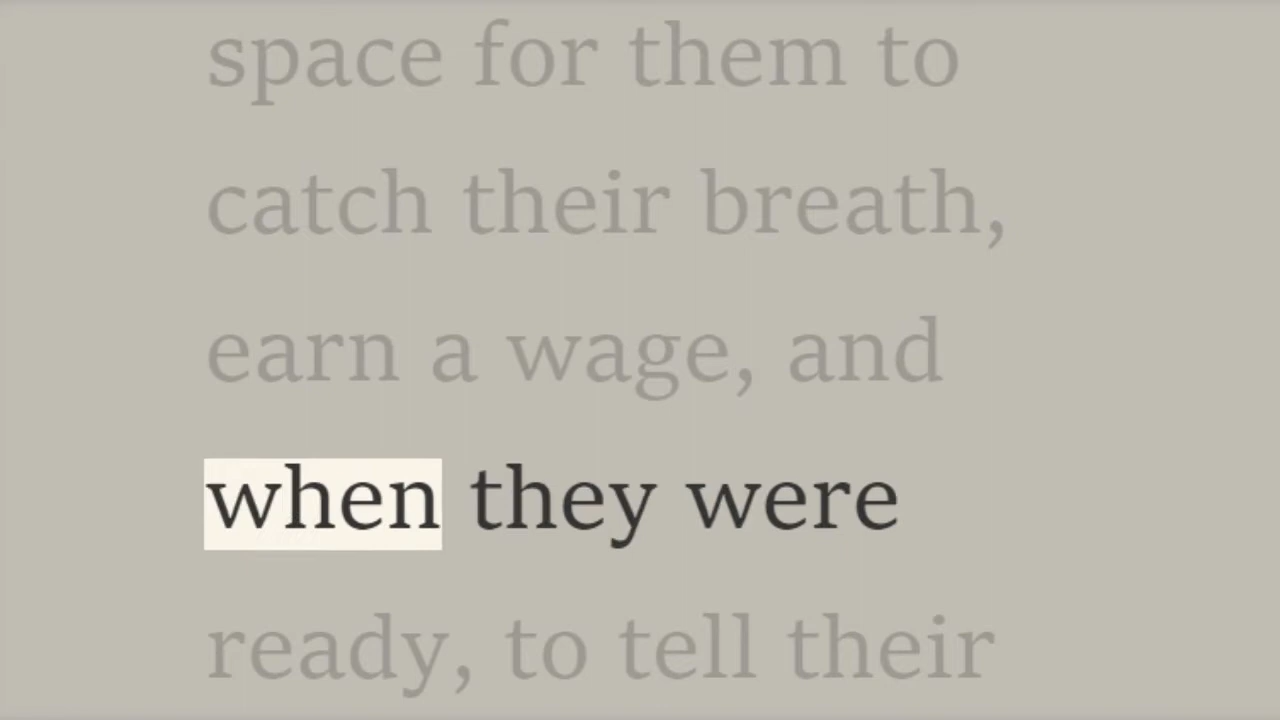 space for them to
catch their breath,
earn a wage, and
when they were
ready, to tell their